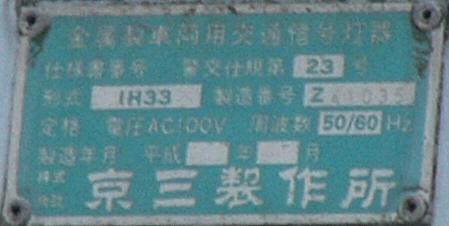 金属製車両用交通信号灯器
仕様書番号 警交仕規第 23 号
形式 1H33 製造番号 Z 41035
定格 電圧AC100V 周波数 50/60 Hz
製造年月 平成 年 月
株式会社 京三製作所